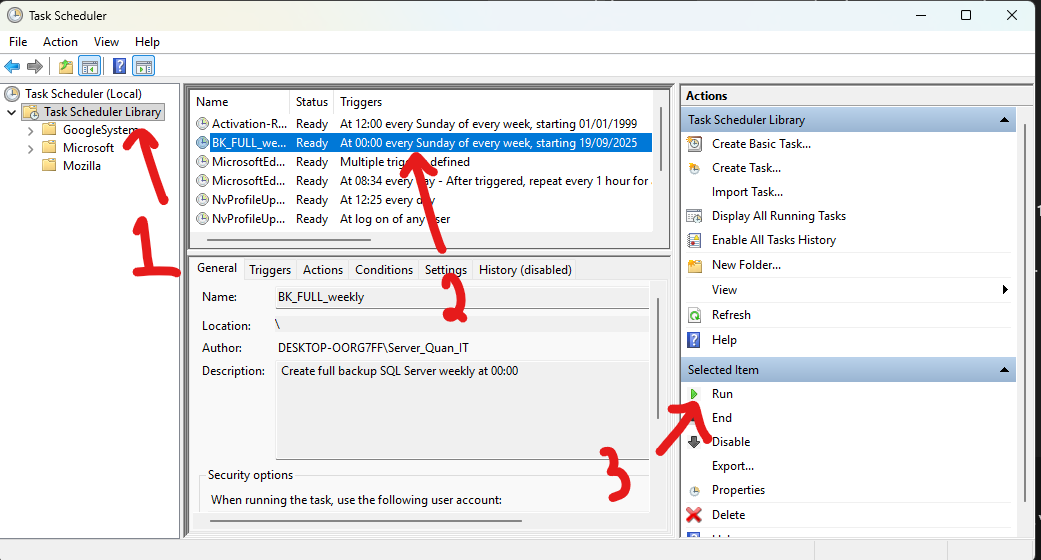 Task Scheduler
File Action View Help
Task Scheduler (Local)
Task Scheduler Library
GoogleSystem
Microsoft
Mozilla
1
Name Status Triggers
Activation-R... Ready At 12:00 every Sunday of every week, starting 01/01/1999
BK_FULL_we... Ready At 00:00 every Sunday of every week, starting 19/09/2025
MicrosoftEd... Ready Multiple triggers defined
MicrosoftEd... Ready At 08:34 every day - After triggered, repeat every 1 hour for
NvProfileUp... Ready At 12:25 every day
NvProfileUp... Ready At log on of any user
General Triggers Actions Conditions Settings History (disabled)
2
Name: BK_FULL_weekly
Location: \
Author: DESKTOP-OORG7FF\Server_Quan_IT
Description: Create full backup SQL Server weekly at 00:00
Security options
When running the task, use the following user account:
Actions
Task Scheduler Library
Create Basic Task...
Create Task...
Import Task...
Display All Running Tasks
Enable All Tasks History
New Folder...
View
Refresh
Help
Selected Item
Run
End
Disable
Export...
Properties
Delete
3